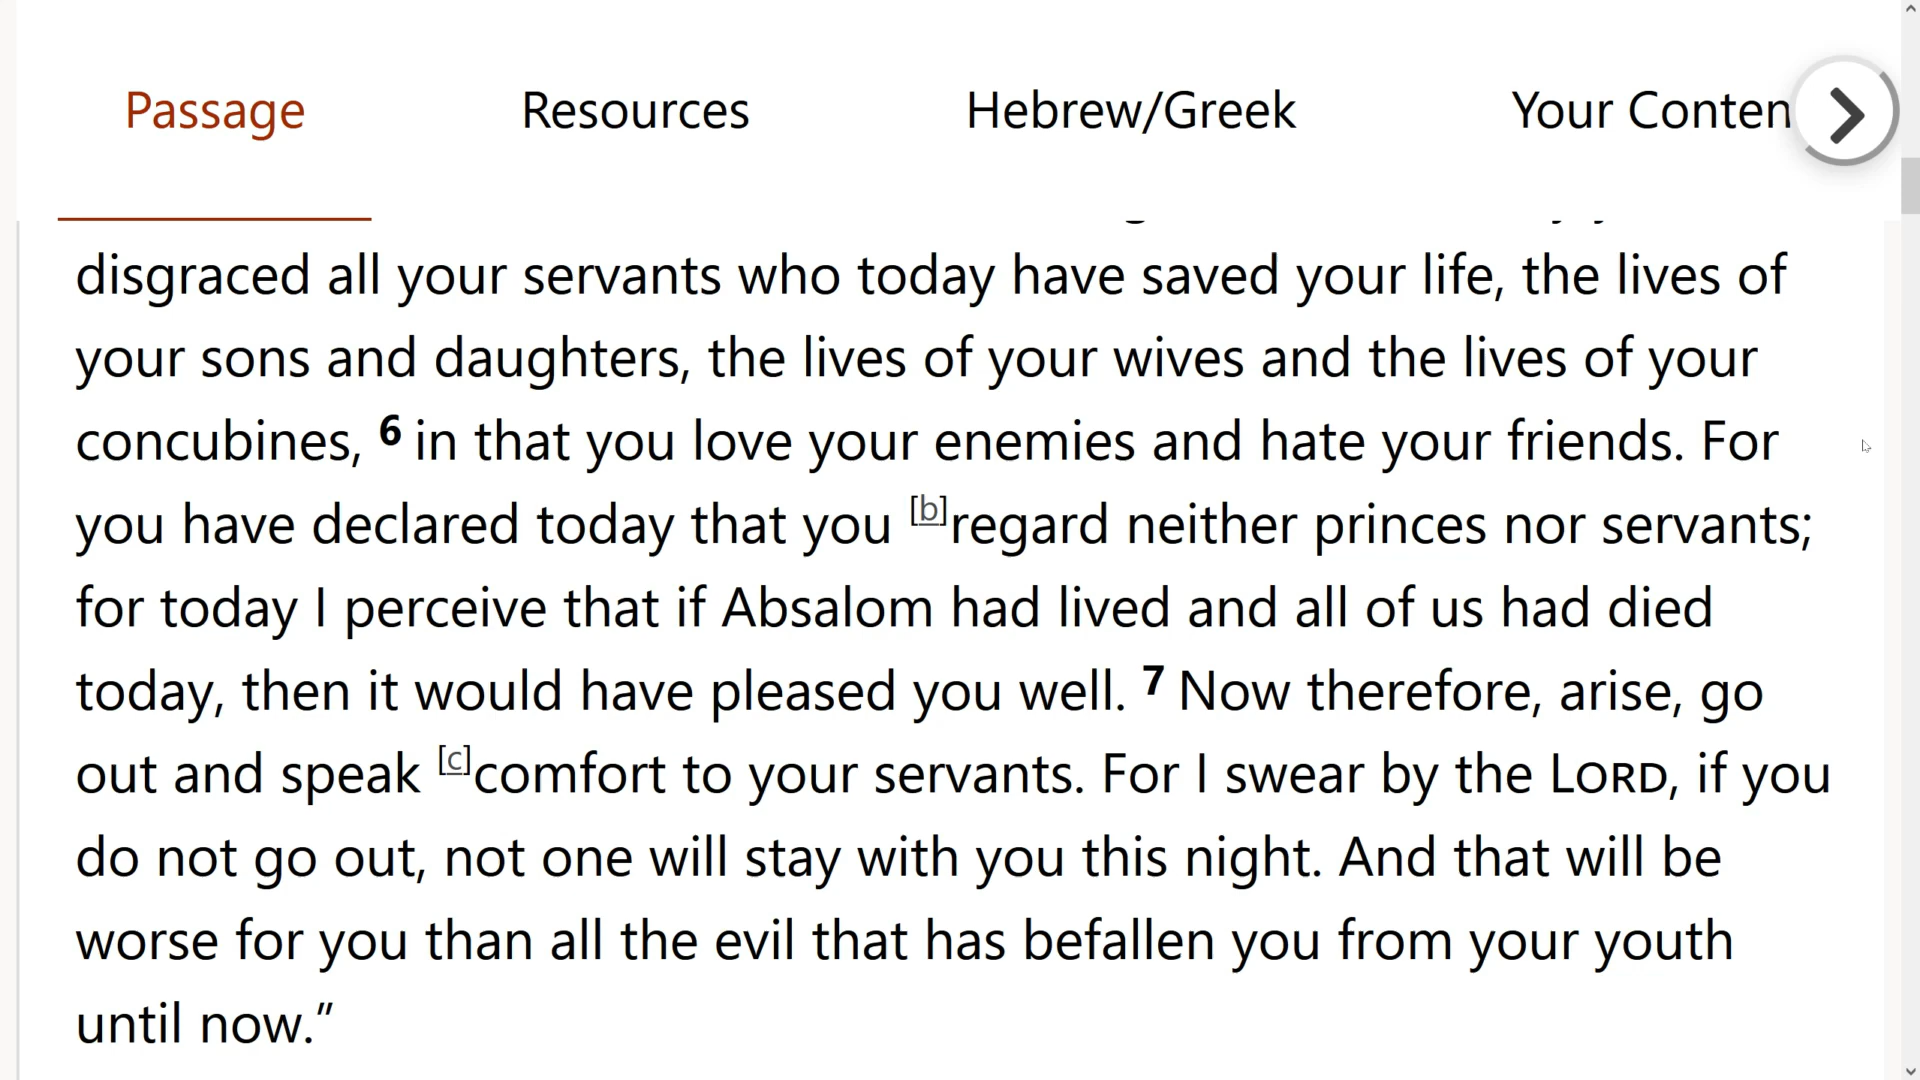 Passage Resources Hebrew/Greek Your Conten
disgraced all your servants who today have saved your life, the lives of
your sons and daughters, the lives of your wives and the lives of your
concubines, 6 in that you love your enemies and hate your friends. For
you have declared today that you [b]regard neither princes nor servants;
for today I perceive that if Absalom had lived and all of us had died
today, then it would have pleased you well. 7 Now therefore, arise, go
out and speak [c]comfort to your servants. For I swear by the LORD, if you
do not go out, not one will stay with you this night. And that will be
worse for you than all the evil that has befallen you from your youth
until now.”